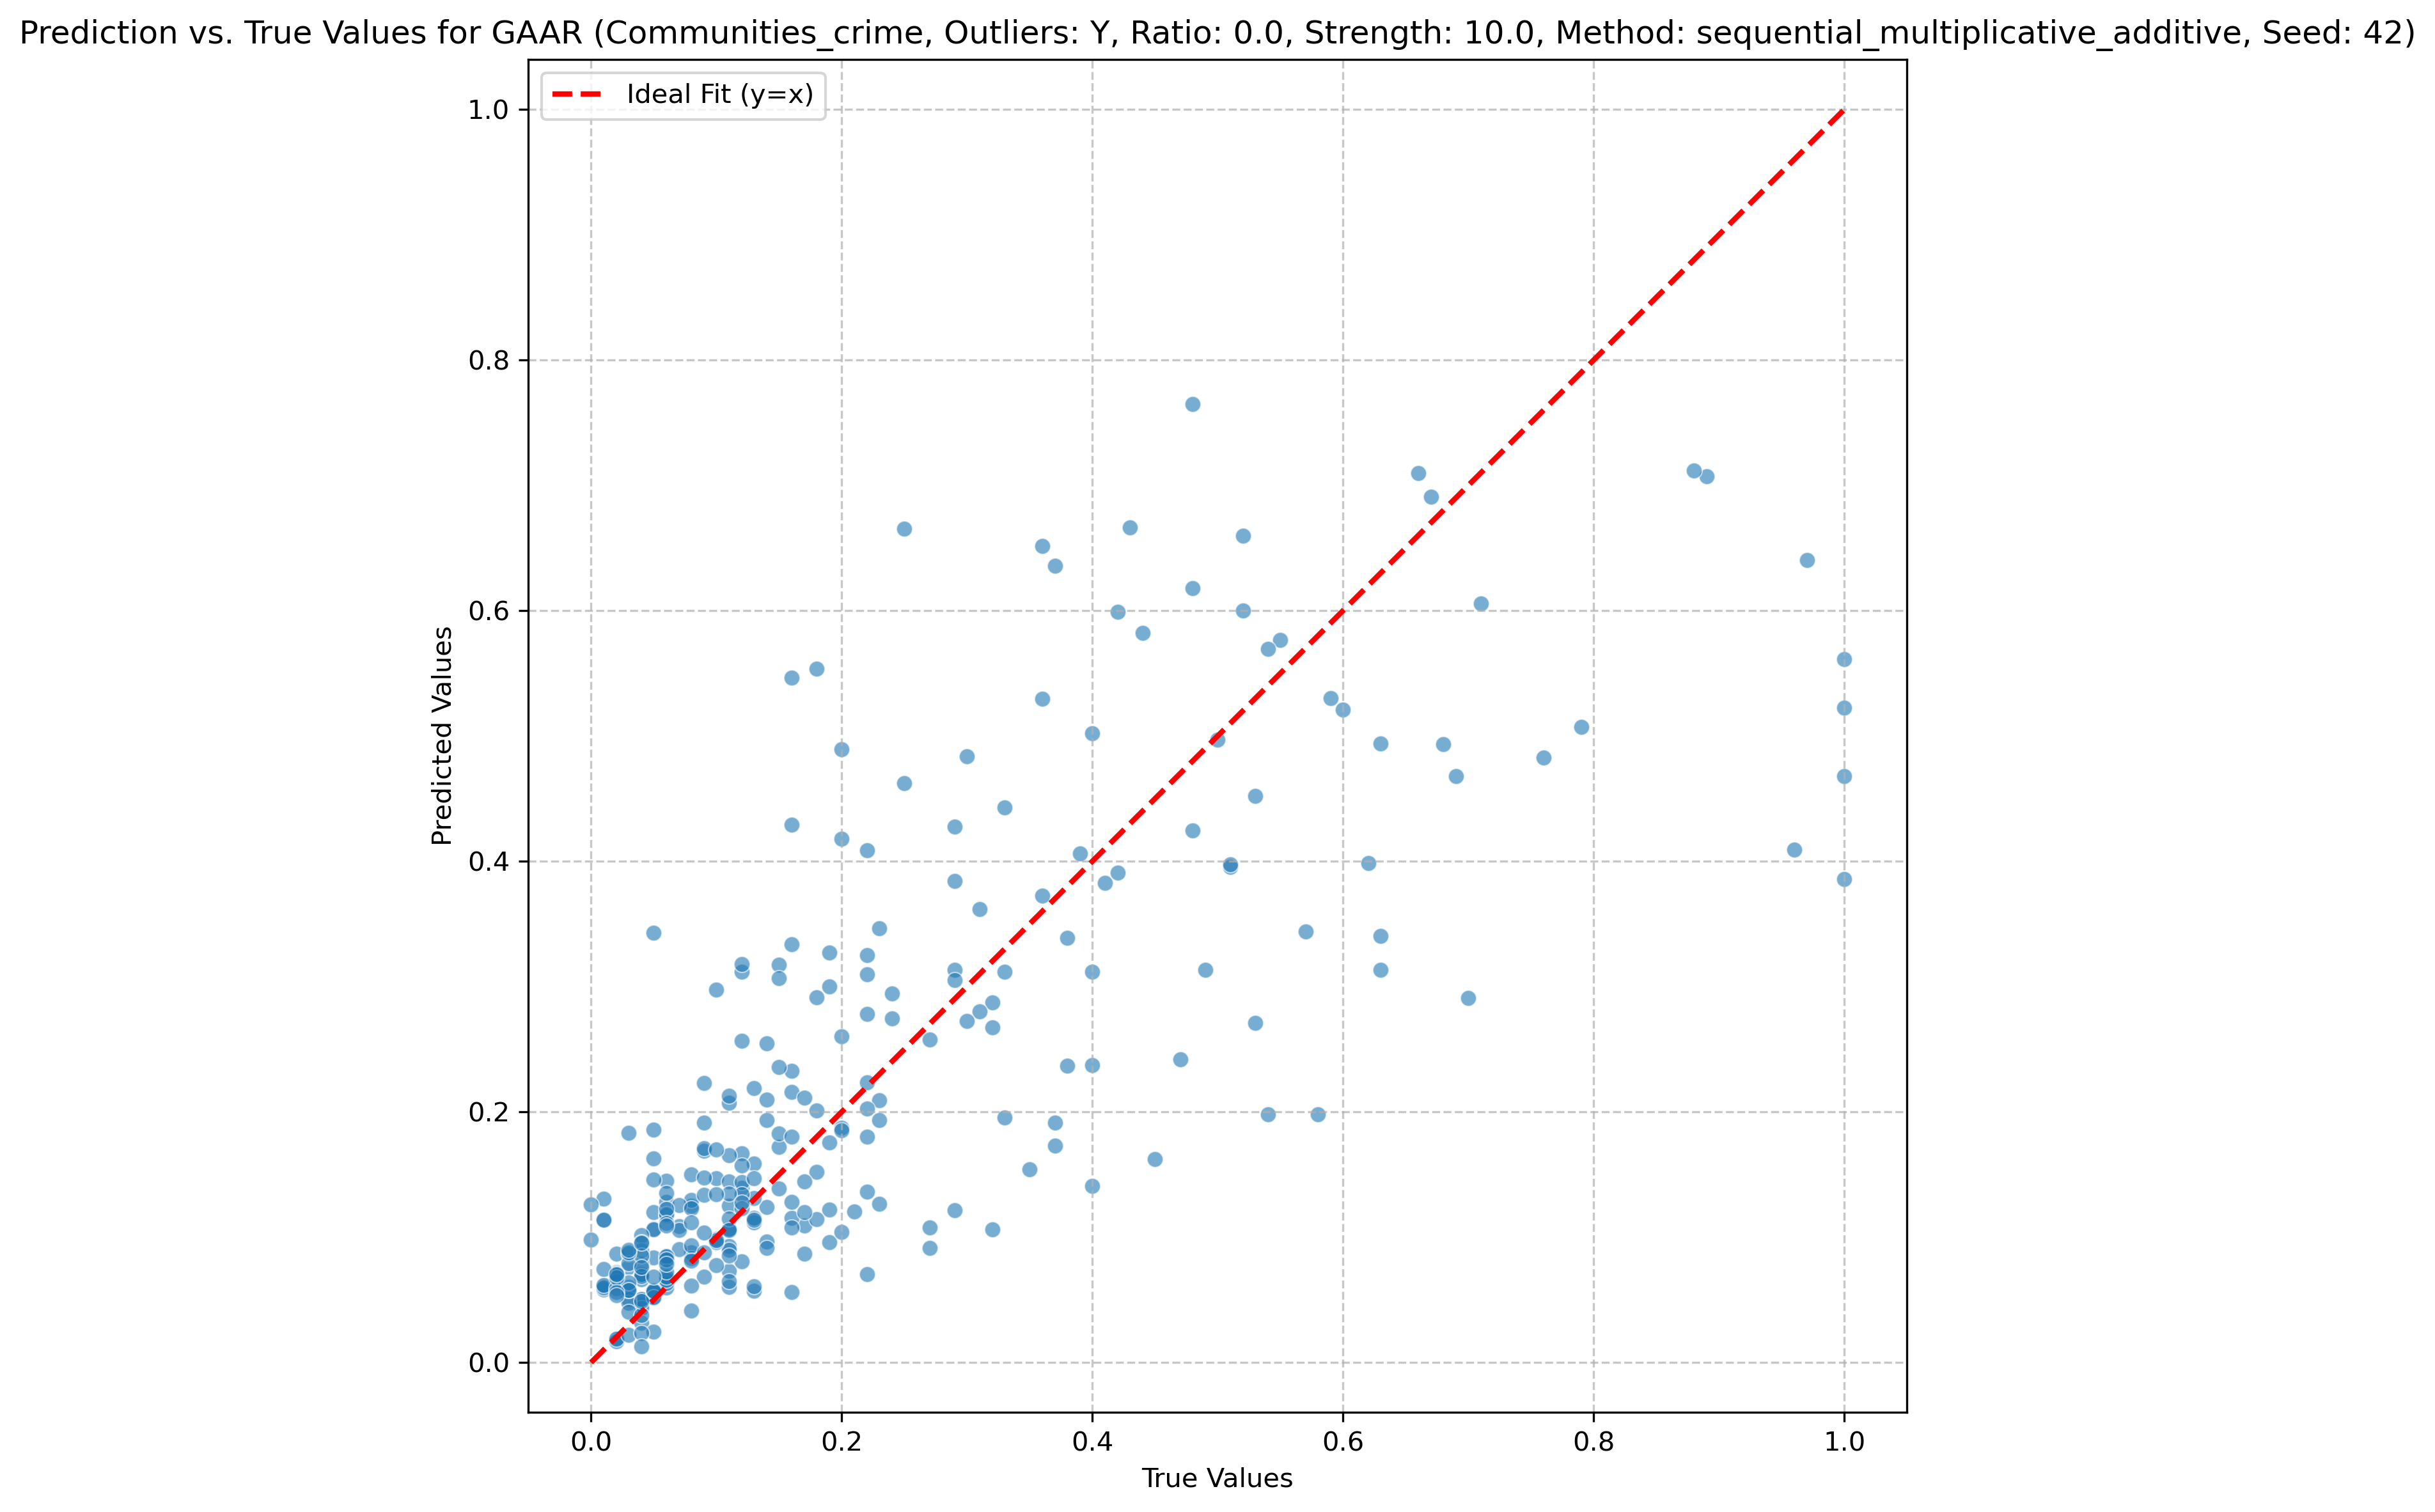 Prediction vs. True Values for GAAR (Communities_crime, Outliers: Y, Ratio: 0.0, Strength: 10.0, Method: sequential_multiplicative_additive, Seed: 42)
Ideal Fit (y=x)
1.0
0.8
0.6
0.4
0.2
0.0
Predicted Values
0.0 0.2 0.4 0.6 0.8 1.0
True Values